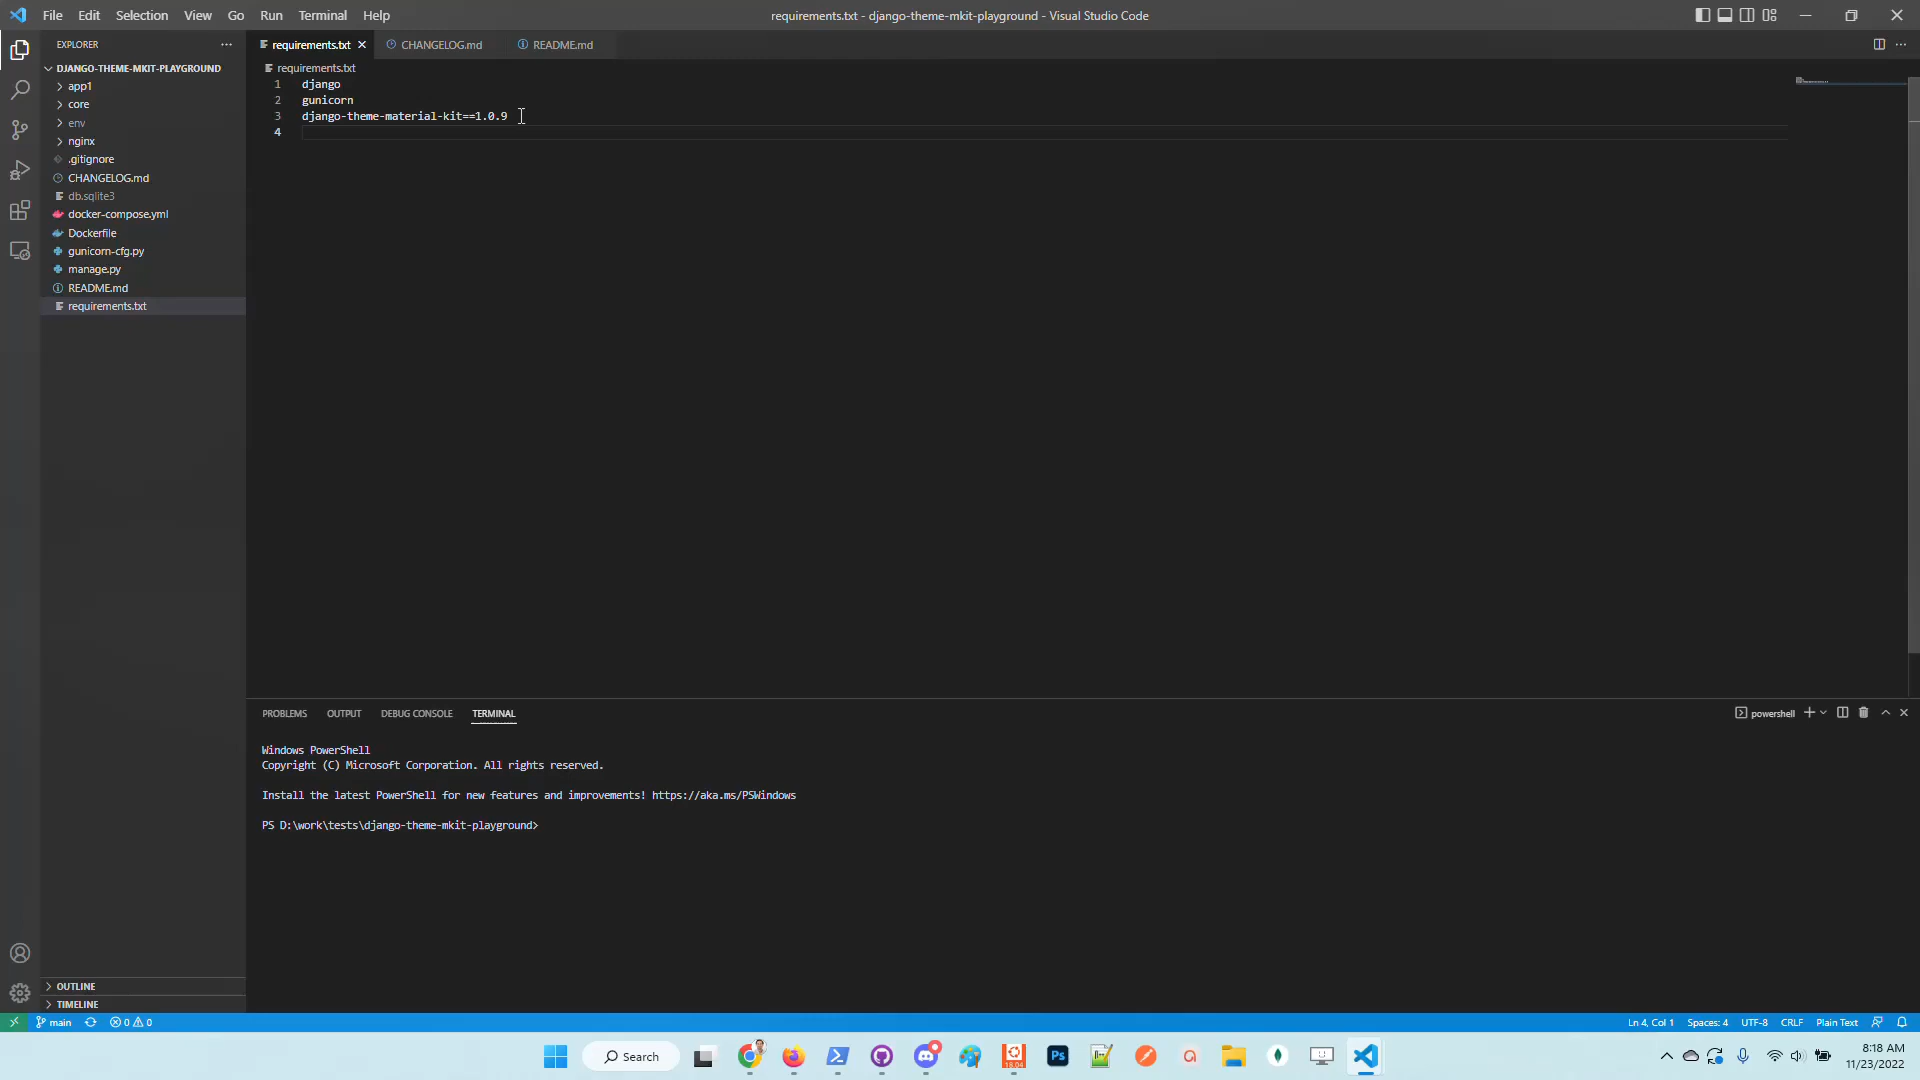 File Edit Selection View Go Run Terminal Help
requirements.txt - django-theme-mkit-playground - Visual Studio Code
EXPLORER
DJANGO-THEME-MKIT-PLAYGROUND
app1
core
env
nginx
.gitignore
CHANGELOG.md
db.sqlite3
docker-compose.yml
Dockerfile
gunicorn-cfg.py
manage.py
README.md
requirements.txt
OUTLINE
TIMELINE
requirements.txt CHANGELOG.md README.md
requirements.txt
1 django
2 gunicorn
3 django-theme-material-kit==1.0.9
4
PROBLEMS OUTPUT DEBUG CONSOLE TERMINAL
powershell
Windows PowerShell
Copyright (C) Microsoft Corporation. All rights reserved.
Install the latest PowerShell for new features and improvements! https://aka.ms/PSWindows
PS D:\work\tests\django-theme-mkit-playground>
main 0 0
Ln 4, Col 1 Spaces: 4 UTF-8 CRLF Plain Text
Search
Ps
18.04
8:18 AM
11/23/2022